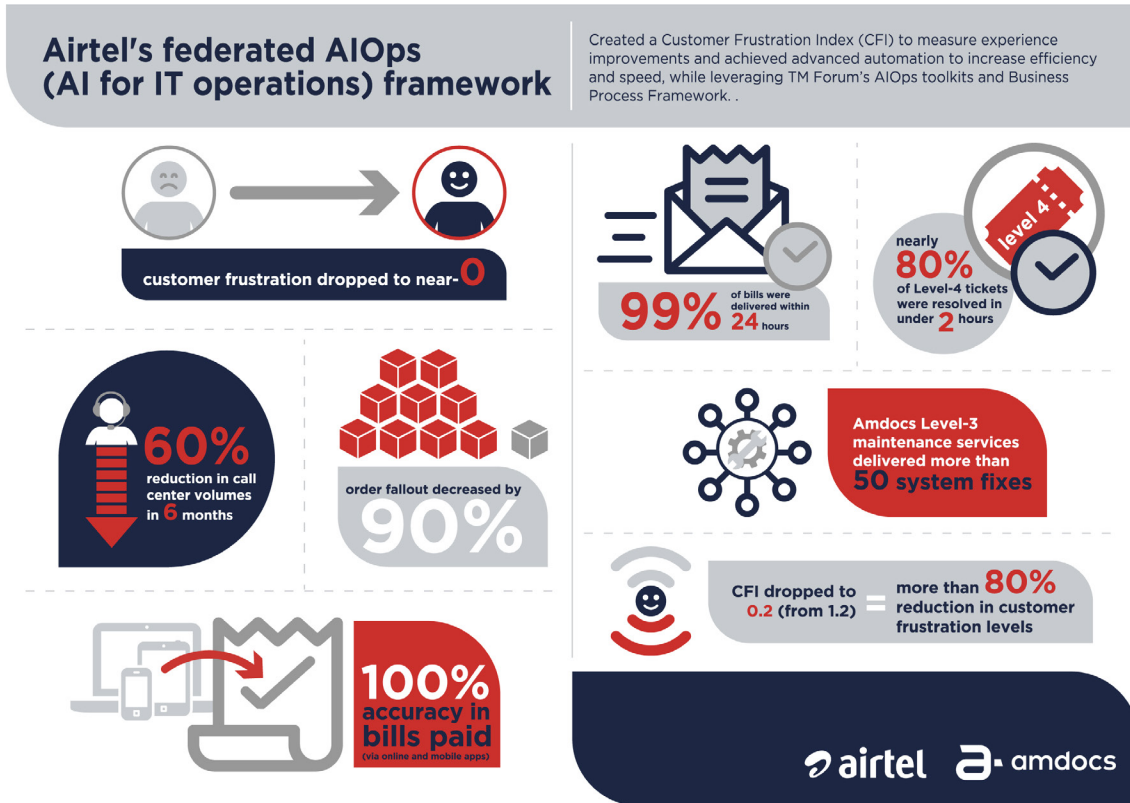 Airtel's federated AIOps
(AI for IT operations) framework
Created a Customer Frustration Index (CFI) to measure experience
improvements and achieved advanced automation to increase efficiency
and speed, while leveraging TM Forum's AIOps toolkits and Business
Process Framework. .
customer frustration dropped to near-0
60%
reduction in call
center volumes
in 6 months
order fallout decreased by
90%
100%
accuracy in
bills paid
(via online and mobile apps)
99%
of bills were
delivered within
24 hours
level 4
nearly
80%
of Level-4 tickets
were resolved in
under 2 hours
Amdocs Level-3
maintenance services
delivered more than
50 system fixes
CFI dropped to
0.2 (from 1.2)
=
more than 80%
reduction in customer
frustration levels
airtel
amdocs